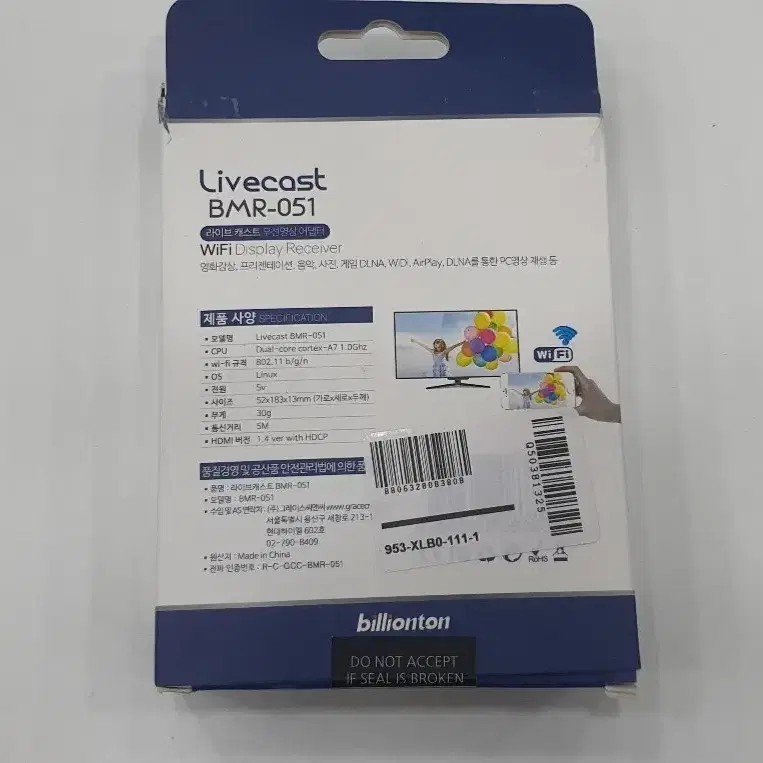 Livecast
BMR-051
라이브 캐스트 무선영상 어댑터
WiFi Display Receiver
영화감상, 프리젠테이션, 음악, 사진, 게임 DLNA, WiDi, AirPlay, DLNA를 통한 PC영상 재생 등
제품 사양 SPECIFICATION
• 모델명 Livecast BMR-051
• CPU Dual-core cortex-A7 1.0Ghz
• wi-fi 규격 802.11 b/g/n
• OS Linux
• 전원 5v
• 사이즈 52x183x13mm (가로x세로x두께)
• 무게 30g
• 통신거리 5M
• HDMI 버전 1.4 ver with HDCP
WiFi
품질경영 및 공산품 안전관리법에 의한 품
• 품명 : 라이브캐스트 BMR-051
• 모델명 : BMR-051
• 수입 및 AS연락처 : (주)그레이스씨앤씨 www.gracecr
서울특별시 용산구 새창로 213-1
현대하이엘 602호
02-790-8409
• 원산지 : Made in China
• 전파 인증번호 : R-C-GCC-BMR-051
8806328083808
Q50381325
953-XLB0-111-1
RoHS
billionton
DO NOT ACCEPT
IF SEAL IS BROKEN